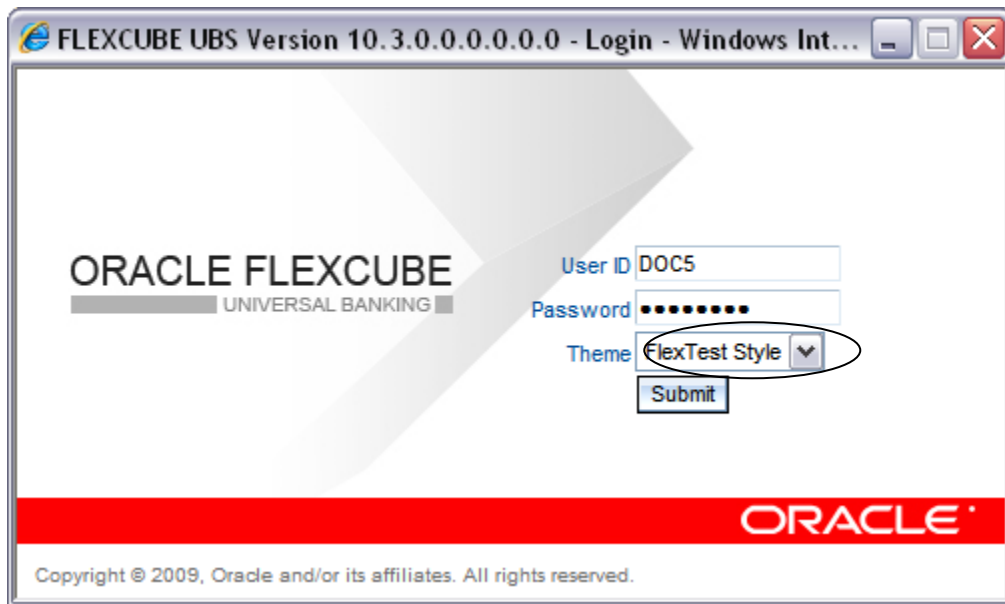 FLEXCUBE UBS Version 10.3.0.0.0.0.0 - Login - Windows Int...
ORACLE FLEXCUBE
UNIVERSAL BANKING
User ID DOC5
Password ●●●●●●●●
Theme FlexTest Style
Submit
ORACLE
Copyright © 2009, Oracle and/or its affiliates. All rights reserved.